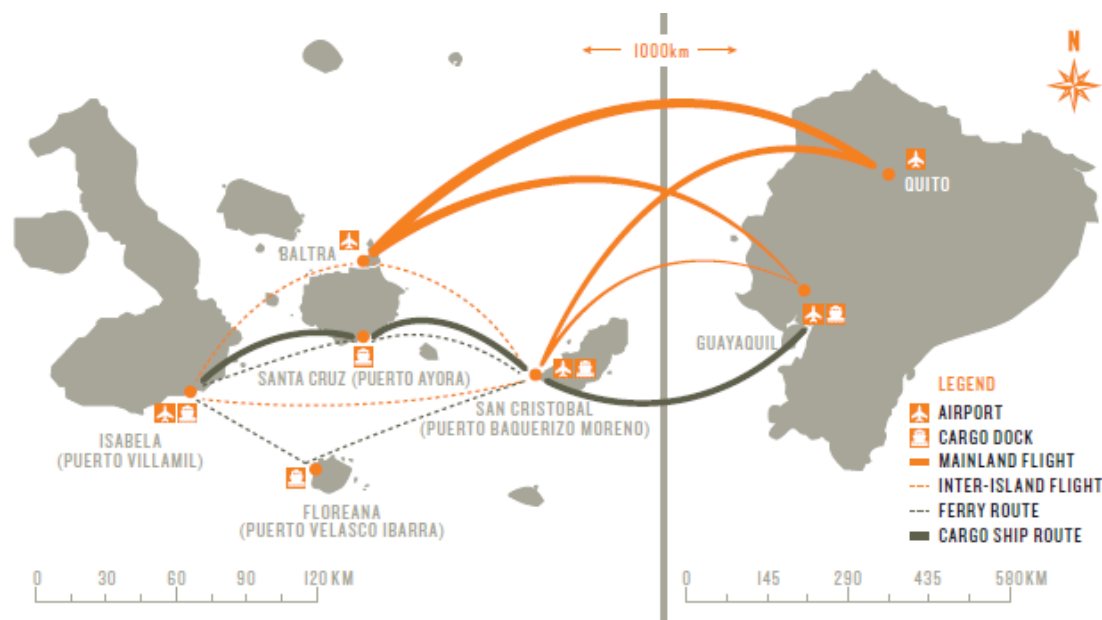 1000km
N
QUITO
BALTRA
GUAYAQUIL
SANTA CRUZ (PUERTO AYORA)
SAN CRISTOBAL
(PUERTO BAQUERIZO MORENO)
ISABELA
(PUERTO VILLAMIL)
FLOREANA
(PUERTO VELASCO IBARRA)
LEGEND
AIRPORT
CARGO DOCK
MAINLAND FLIGHT
INTER-ISLAND FLIGHT
FERRY ROUTE
CARGO SHIP ROUTE
0 30 60 90 120 KM
0 145 290 435 580KM